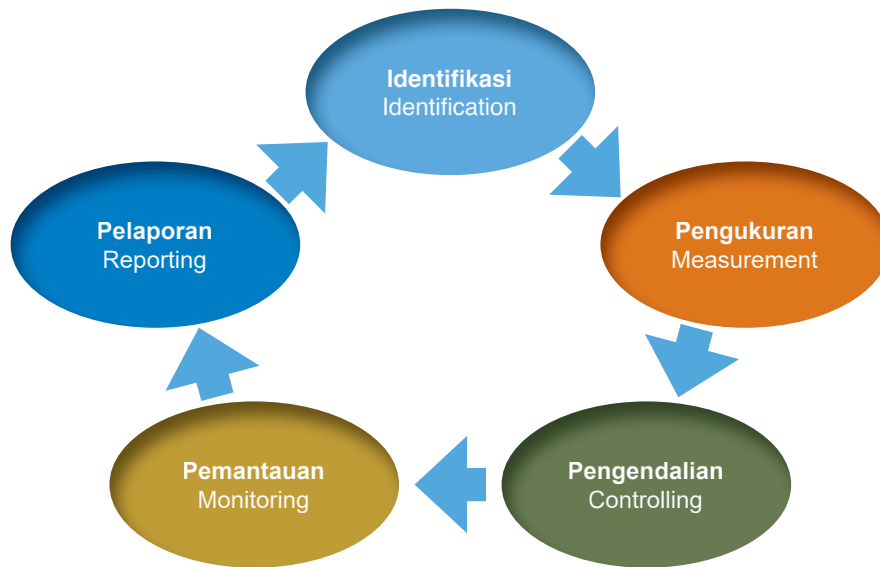 Identifikasi
Identification
Pengukuran
Measurement
Pengendalian
Controlling
Pemantauan
Monitoring
Pelaporan
Reporting